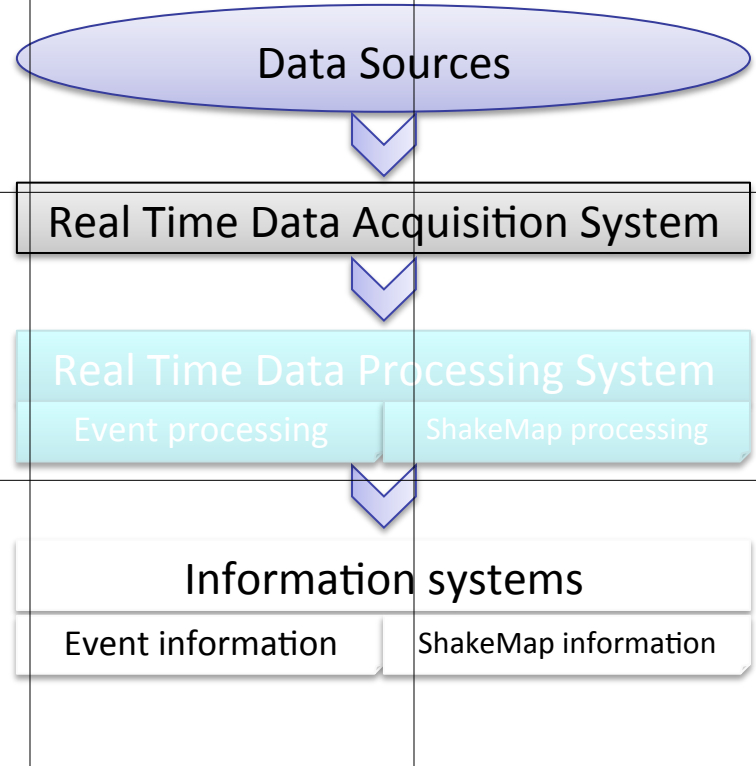 Data Sources
Real Time Data Acquisition System
Real Time Data Processing System
Event processing
ShakeMap processing
Information systems
Event information
ShakeMap information